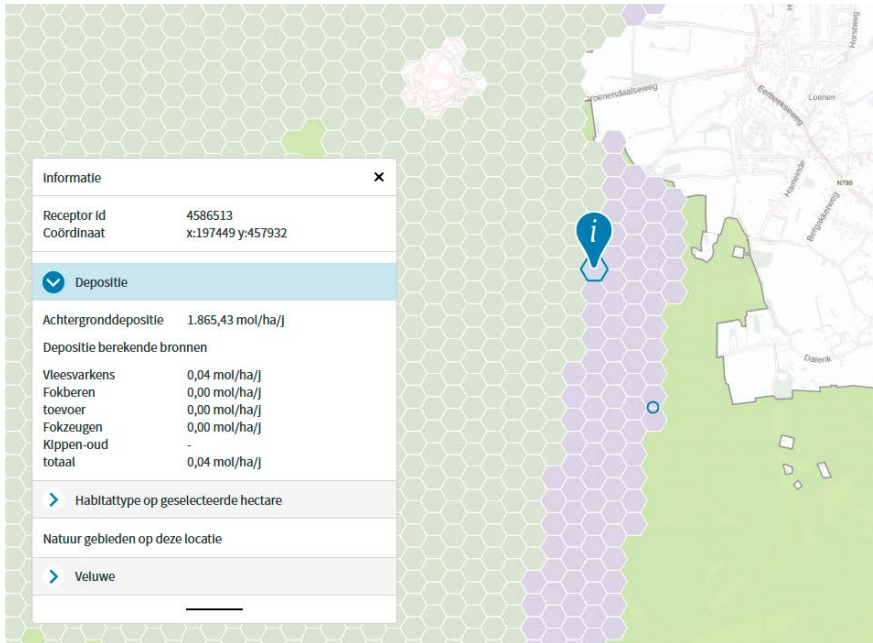 Informatie
Receptor id 4586513
Coördinaat x:197449 y:457932
Depositie
Achtergronddepositie 1.865,43 mol/ha/j
Depositie berekende bronnen
Vleesvarkens 0,04 mol/ha/j
Fokberen 0,00 mol/ha/j
toevoer 0,00 mol/ha/j
Fokzeugen 0,00 mol/ha/j
Kippen-oud -
totaal 0,04 mol/ha/j
Habitattype op geselecteerde hectare
Natuur gebieden op deze locatie
Veluwe
i
roenendaalseweg
Eerbeekseweg
Loenen
Horstweg
Hameinde
N786
Dalenk